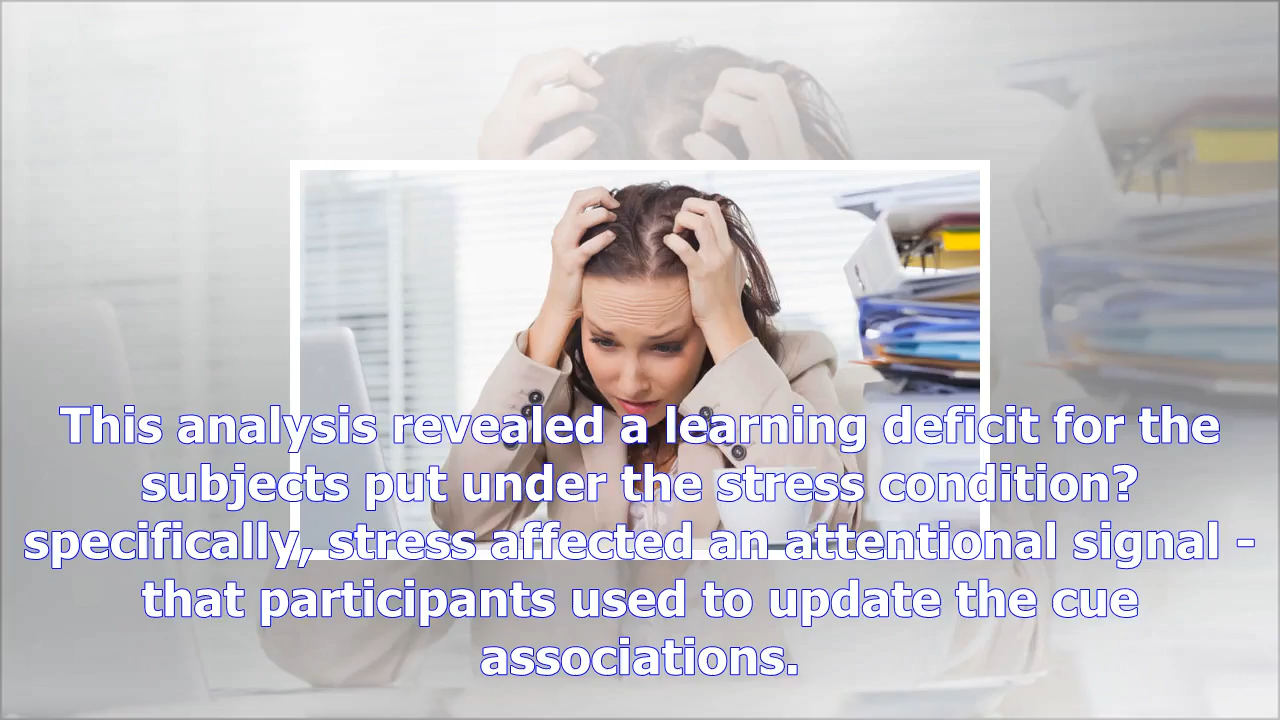 This analysis revealed a learning deficit for the
subjects put under the stress condition?
specifically, stress affected an attentional signal -
that participants used to update the cue
associations.